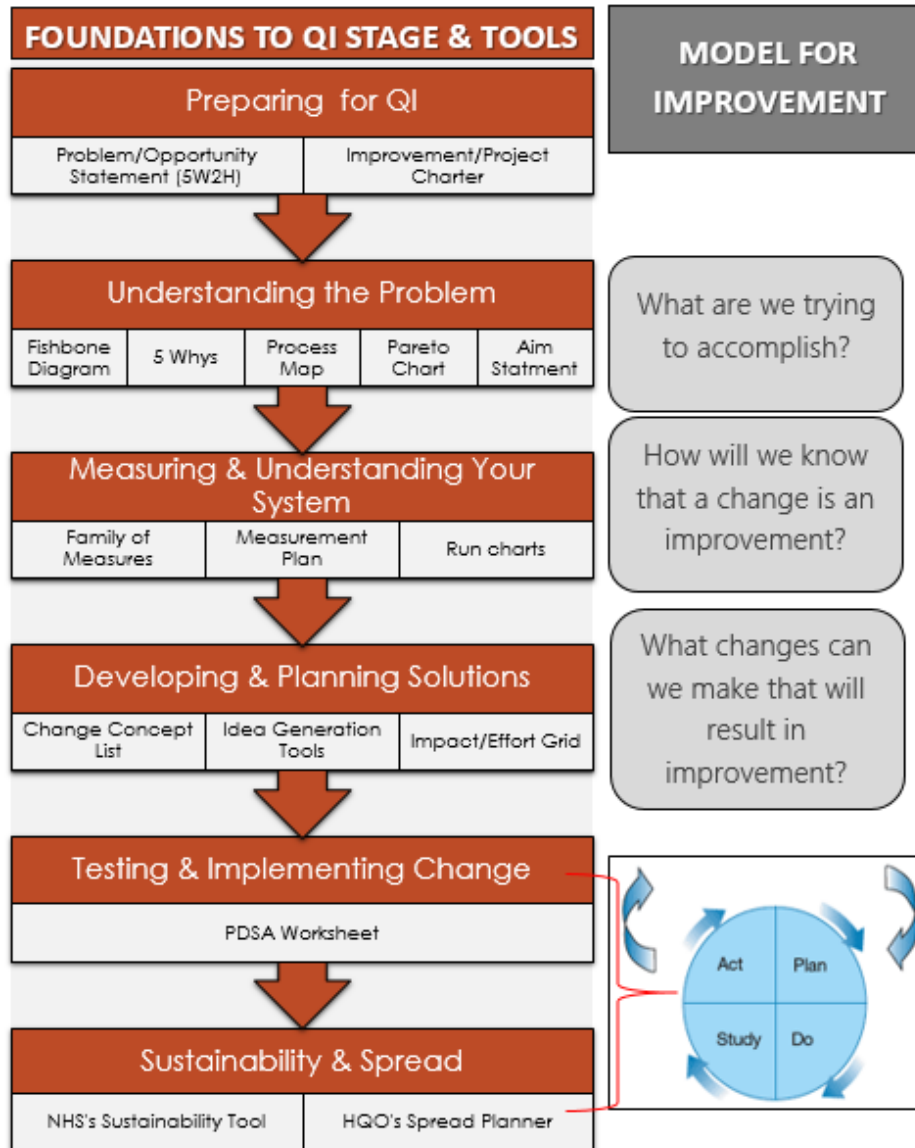 FOUNDATIONS TO QI STAGE & TOOLS
MODEL FOR
IMPROVEMENT
Preparing for QI
Problem/Opportunity
Statement (5W2H)
Improvement/Project
Charter
Understanding the Problem
Fishbone
Diagram
5 Whys
Process
Map
Pareto
Chart
Aim
Statment
What are we trying
to accomplish?
Measuring & Understanding Your
System
Family of
Measures
Measurement
Plan
Run charts
How will we know
that a change is an
improvement?
Developing & Planning Solutions
Change Concept
List
Idea Generation
Tools
Impact/Effort Grid
What changes can
we make that will
result in
improvement?
Testing & Implementing Change
PDSA Worksheet
Act
Plan
Study
Do
Sustainability & Spread
NHS's Sustainability Tool
HQO's Spread Planner